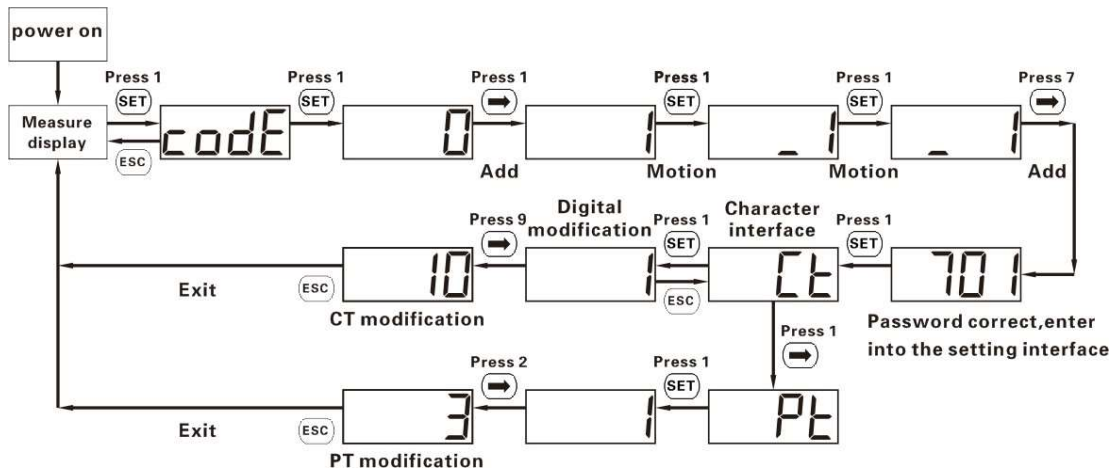 power on
Press 1
SET
Press 1
SET
Press 1
Press 1
SET
Press 1
SET
Press 7
Measure
display
ESC
codE
0
1
_1
_ 1
Add
Motion
Motion
Add
Press 9
Digital
modification
Press 1
SET
Character
interface
Press 1
SET
Exit
ESC
10
1
ESC
Ct
701
CT modification
Press 1
Password correct,enter
into the setting interface
Press 2
Press 1
SET
Exit
ESC
3
1
Pt
PT modification